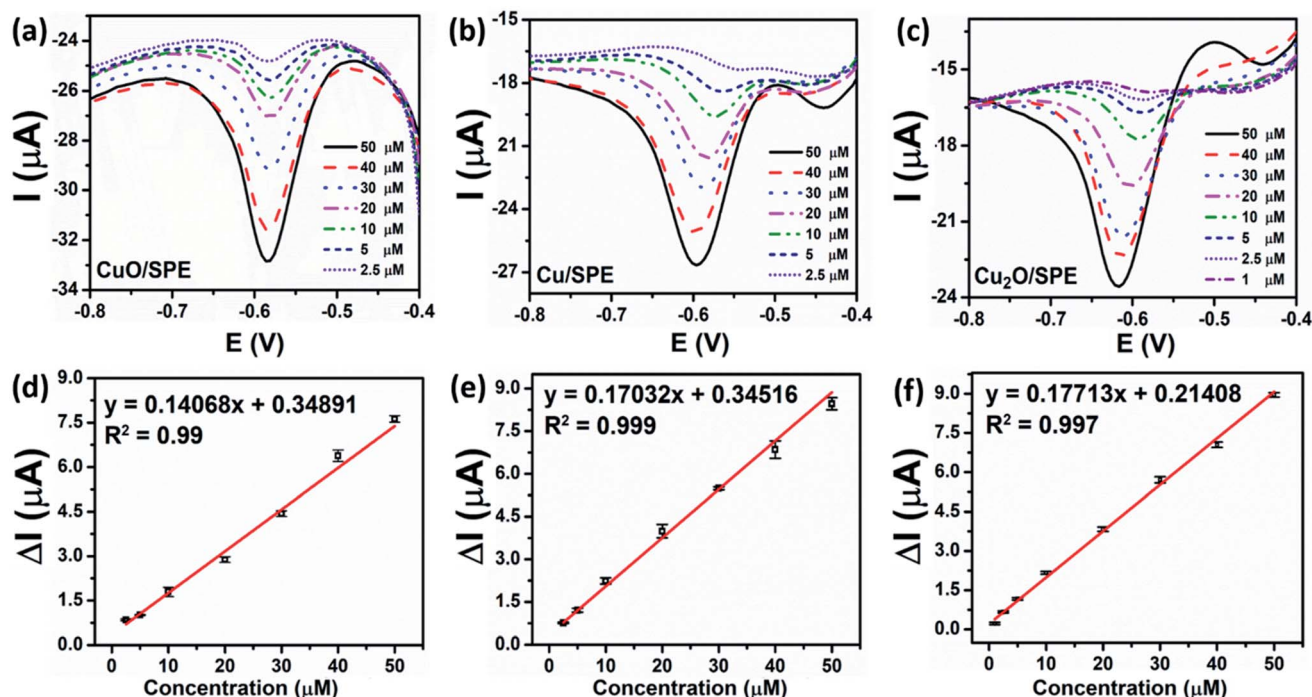 (a)
I (μA)
-24
-26
-28
-30
-32
-34
50 μM
40 μM
30 μM
20 μM
10 μM
5 μM
2.5 μM
CuO/SPE
-0.8 -0.7 -0.6 -0.5 -0.4
E (V)
(b)
I (μA)
-15
-18
-21
-24
-27
50 μM
40 μM
30 μM
20 μM
10 μM
5 μM
2.5 μM
Cu/SPE
-0.8 -0.7 -0.6 -0.5 -0.4
E (V)
(c)
I (μA)
-15
-18
-21
-24
50 μM
40 μM
30 μM
20 μM
10 μM
5 μM
2.5 μM
1 μM
Cu₂O/SPE
-0.8 -0.7 -0.6 -0.5 -0.4
E (V)
(d)
ΔI (μA)
9.0
7.5
6.0
4.5
3.0
1.5
0.0
y = 0.14068x + 0.34891
R² = 0.99
0 10 20 30 40 50
Concentration (μM)
(e)
ΔI (μA)
9.0
7.5
6.0
4.5
3.0
1.5
0.0
y = 0.17032x + 0.34516
R² = 0.999
0 10 20 30 40 50
Concentration (μM)
(f)
ΔI (μA)
9.0
7.5
6.0
4.5
3.0
1.5
0.0
y = 0.17713x + 0.21408
R² = 0.997
0 10 20 30 40 50
Concentration (μM)